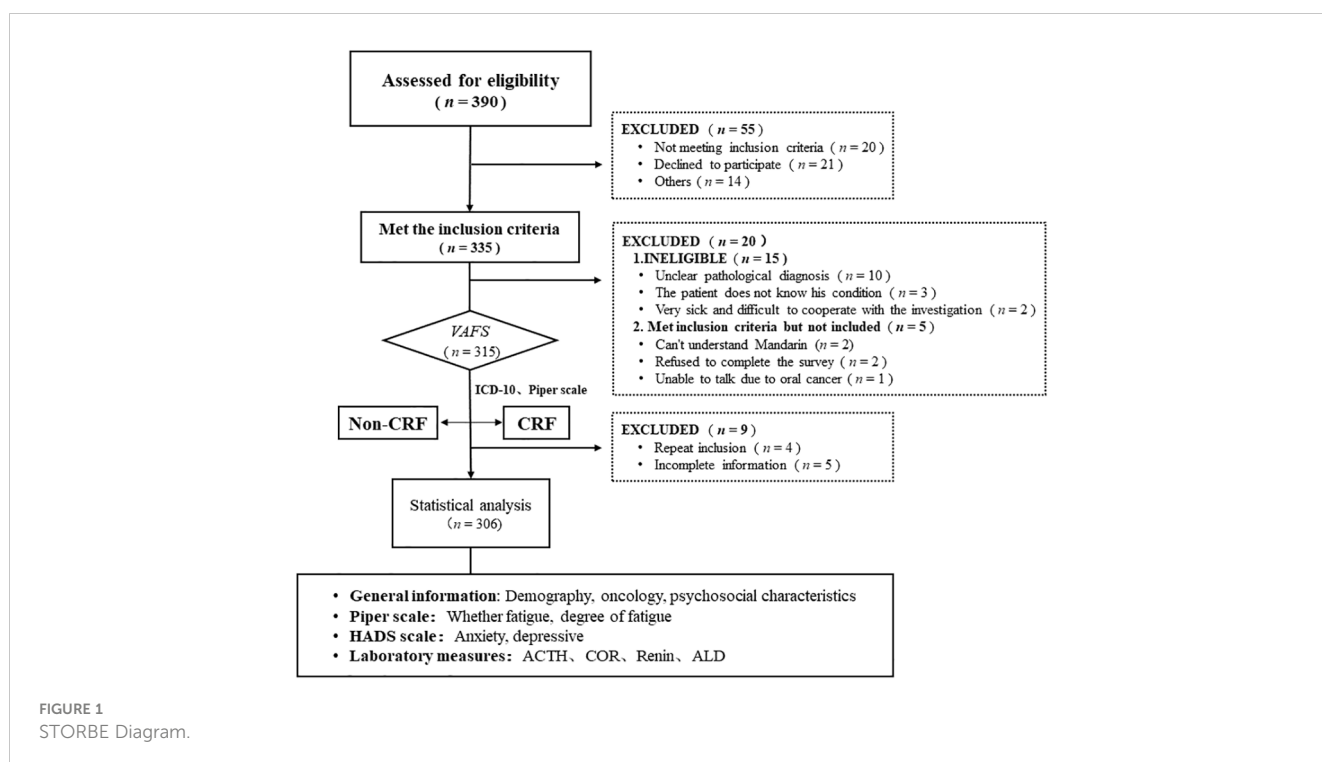 Assessed for eligibility
( n = 390)
EXCLUDED ( n = 55)
• Not meeting inclusion criteria ( n = 20)
• Declined to participate ( n = 21)
• Others ( n = 14)
Met the inclusion criteria
( n = 335)
EXCLUDED ( n = 20 )
1.INELIGIBLE ( n = 15)
• Unclear pathological diagnosis ( n = 10)
• The patient does not know his condition ( n = 3)
• Very sick and difficult to cooperate with the investigation ( n = 2)
2. Met inclusion criteria but not included ( n = 5)
• Can't understand Mandarin (n = 2)
• Refused to complete the survey ( n = 2)
• Unable to talk due to oral cancer ( n = 1)
VAFS
( n = 315)
ICD-10、Piper scale
Non-CRF
CRF
EXCLUDED ( n = 9)
• Repeat inclusion ( n = 4)
• Incomplete information ( n = 5)
Statistical analysis
(n = 306)
• General information: Demography, oncology, psychosocial characteristics
• Piper scale: Whether fatigue, degree of fatigue
• HADS scale: Anxiety, depressive
• Laboratory measures: ACTH、COR、Renin、ALD
FIGURE 1
STORBE Diagram.